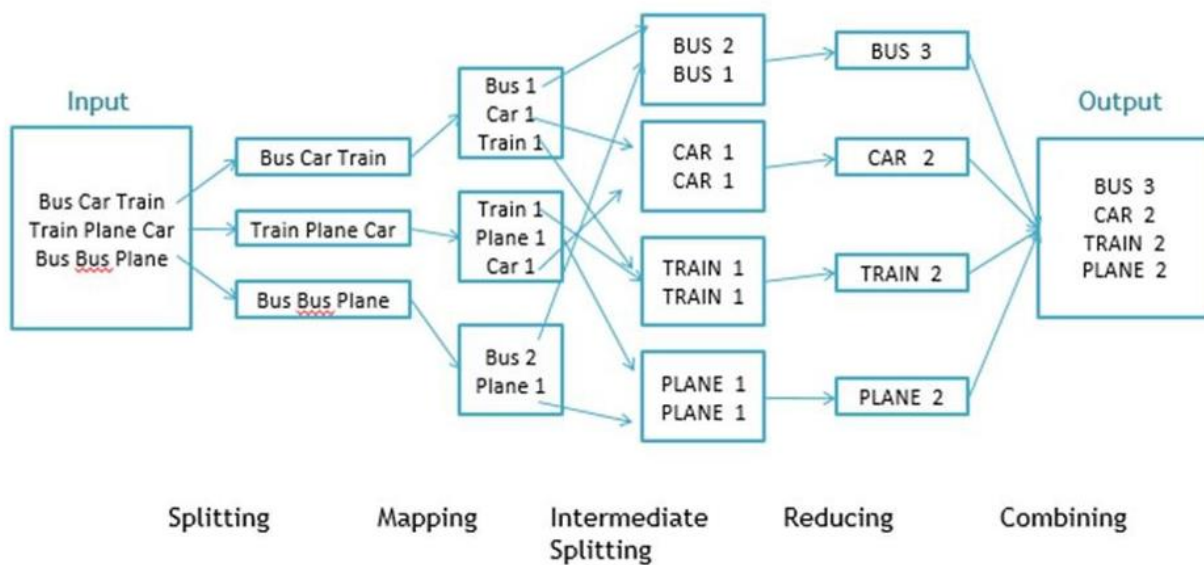 Input
Bus Car Train
Train Plane Car
Bus Bus Plane
Bus Car Train
Train Plane Car
Bus Bus Plane
Bus 1
Car 1
Train 1
Train 1
Plane 1
Car 1
Bus 2
Plane 1
BUS 2
BUS 1
CAR 1
CAR 1
TRAIN 1
TRAIN 1
PLANE 1
PLANE 1
BUS 3
CAR 2
TRAIN 2
PLANE 2
Output
BUS 3
CAR 2
TRAIN 2
PLANE 2
Splitting
Mapping
Intermediate
Splitting
Reducing
Combining